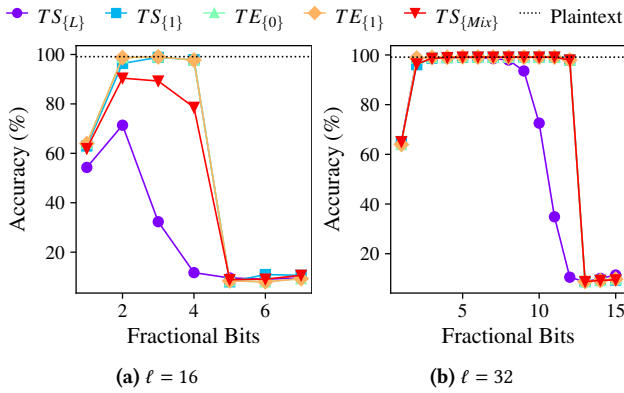 TS{L} TS{1} TE{0} TE{1} TS{Mix} Plaintext
100
80
60
40
20
Accuracy (%)
2 4 6
Fractional Bits
(a) ℓ = 16
100
80
60
40
20
Accuracy (%)
5 10 15
Fractional Bits
(b) ℓ = 32